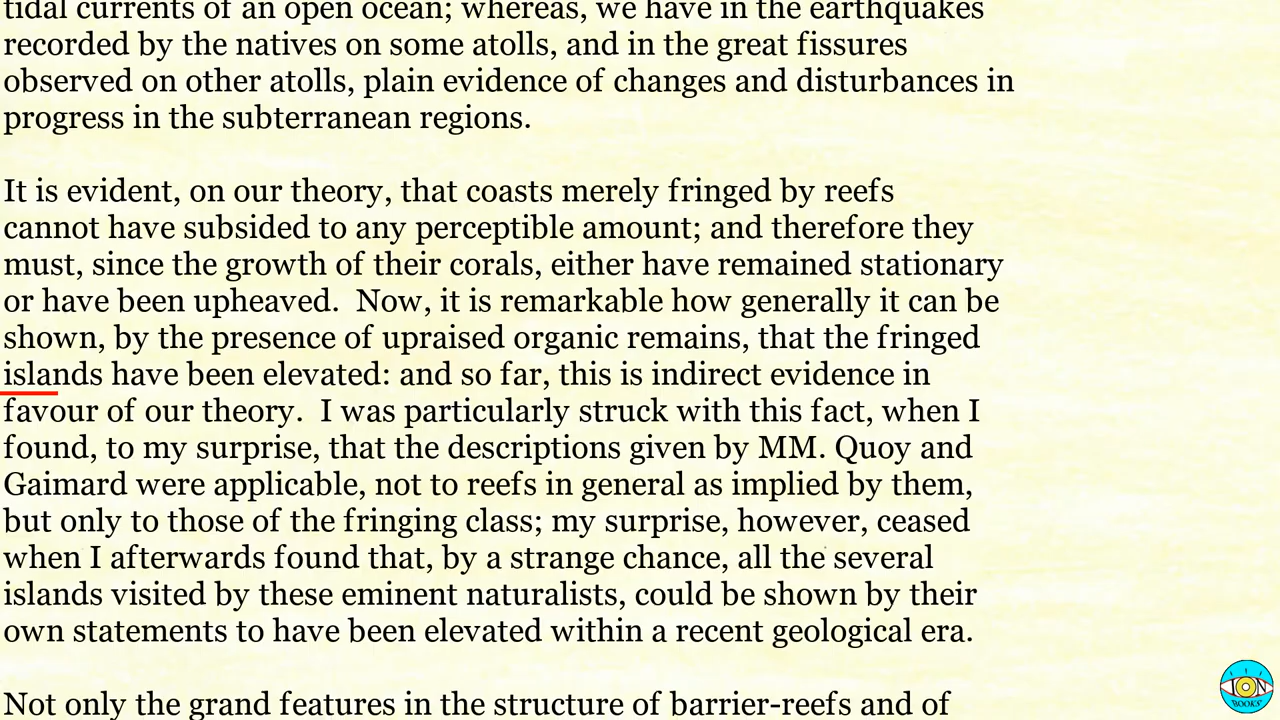 tidal currents of an open ocean; whereas, we have in the earthquakes
recorded by the natives on some atolls, and in the great fissures
observed on other atolls, plain evidence of changes and disturbances in
progress in the subterranean regions.
It is evident, on our theory, that coasts merely fringed by reefs
cannot have subsided to any perceptible amount; and therefore they
must, since the growth of their corals, either have remained stationary
or have been upheaved.  Now, it is remarkable how generally it can be
shown, by the presence of upraised organic remains, that the fringed
islands have been elevated: and so far, this is indirect evidence in
favour of our theory.  I was particularly struck with this fact, when I
found, to my surprise, that the descriptions given by MM. Quoy and
Gaimard were applicable, not to reefs in general as implied by them,
but only to those of the fringing class; my surprise, however, ceased
when I afterwards found that, by a strange chance, all the several
islands visited by these eminent naturalists, could be shown by their
own statements to have been elevated within a recent geological era.
Not only the grand features in the structure of barrier-reefs and of
ION
BOOKS